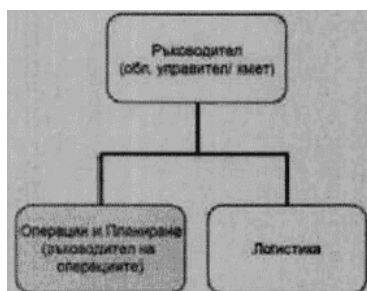 Ръководител
(обл. управител/ кмет)
Операции и Планиране
(ръководител на
операциите)
Логистика